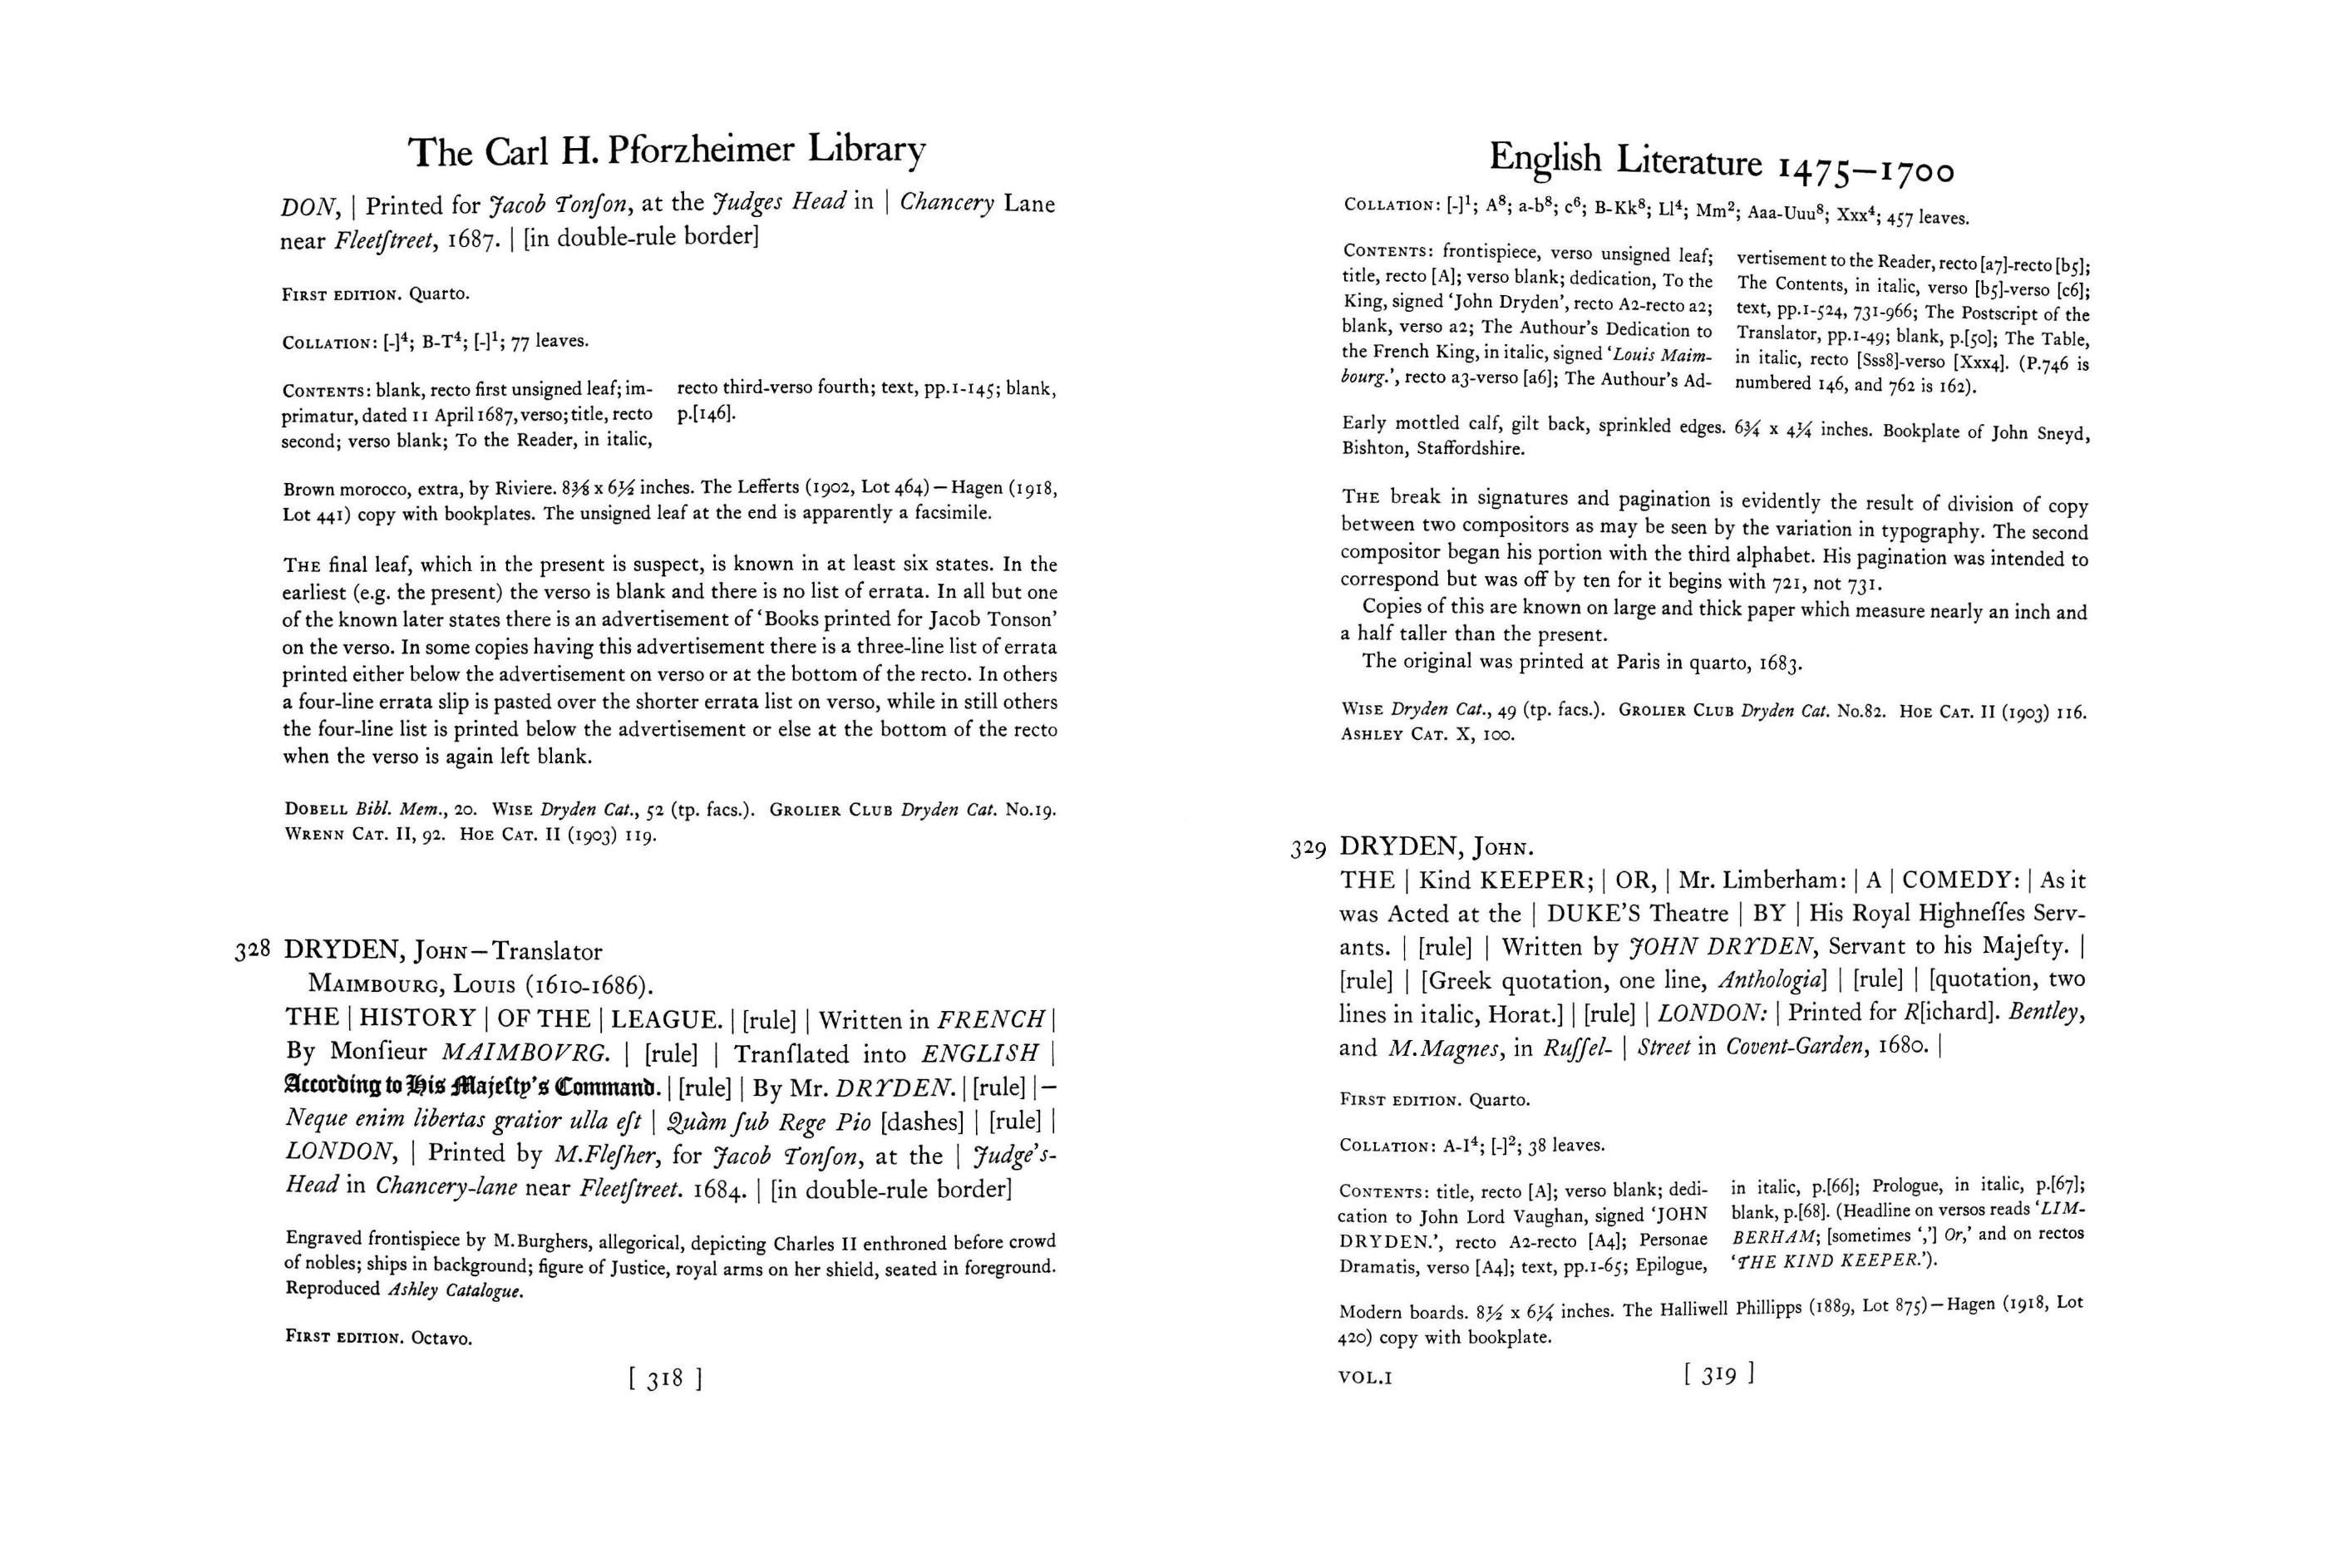 The Carl H. Pforzheimer Library
DON, | Printed for Jacob Tonſon, at the Judges Head in | Chancery Lane
near Fleetſtreet, 1687. | [in double-rule border]
FIRST EDITION. Quarto.
COLLATION: [-]⁴; B-T⁴; [-]¹; 77 leaves.
CONTENTS: blank, recto first unsigned leaf; im-
primatur, dated 11 April 1687, verso; title, recto
second; verso blank; To the Reader, in italic,
recto third-verso fourth; text, pp.1-145; blank,
p.[146].
Brown morocco, extra, by Riviere. 8⅜ x 6½ inches. The Lefferts (1902, Lot 464)—Hagen (1918,
Lot 441) copy with bookplates. The unsigned leaf at the end is apparently a facsimile.
THE final leaf, which in the present is suspect, is known in at least six states. In the
earliest (e.g. the present) the verso is blank and there is no list of errata. In all but one
of the known later states there is an advertisement of ‘Books printed for Jacob Tonson’
on the verso. In some copies having this advertisement there is a three-line list of errata
printed either below the advertisement on verso or at the bottom of the recto. In others
a four-line errata slip is pasted over the shorter errata list on verso, while in still others
the four-line list is printed below the advertisement or else at the bottom of the recto
when the verso is again left blank.
DOBELL Bibl. Mem., 20. WISE Dryden Cat., 52 (tp. facs.). GROLIER CLUB Dryden Cat. No.19.
WRENN CAT. II, 92. HOE CAT. II (1903) 119.
328 DRYDEN, JOHN—Translator
MAIMBOURG, LOUIS (1610-1686).
THE | HISTORY | OF THE | LEAGUE. | [rule] | Written in FRENCH |
By Monſieur MAIMBOVRG. | [rule] | Tranſlated into ENGLISH |
According to His Majeſty’s Command. | [rule] | By Mr. DRYDEN. | [rule] | —
Neque enim libertas gratior ulla eſt | Quàm ſub Rege Pio [dashes] | [rule] |
LONDON, | Printed by M.Fleſher, for Jacob Tonſon, at the | Judge’s-
Head in Chancery-lane near Fleetſtreet. 1684. | [in double-rule border]
Engraved frontispiece by M.Burghers, allegorical, depicting Charles II enthroned before crowd
of nobles; ships in background; figure of Justice, royal arms on her shield, seated in foreground.
Reproduced Ashley Catalogue.
FIRST EDITION. Octavo.
[ 318 ]
English Literature 1475—1700
COLLATION: [-]¹; A⁸; a-b⁸; c⁶; B-Kk⁸; Ll⁴; Mm²; Aaa-Uuu⁸; Xxx⁴; 457 leaves.
CONTENTS: frontispiece, verso unsigned leaf;
title, recto [A]; verso blank; dedication, To the
King, signed ‘John Dryden’, recto A2-recto a2;
blank, verso a2; The Authour’s Dedication to
the French King, in italic, signed ‘Louis Maim-
bourg.’, recto a3-verso [a6]; The Authour’s Ad-
vertisement to the Reader, recto [a7]-recto [b5];
The Contents, in italic, verso [b5]-verso [c6];
text, pp.1-524, 731-966; The Postscript of the
Translator, pp.1-49; blank, p.[50]; The Table,
in italic, recto [Sss8]-verso [Xxx4]. (P.746 is
numbered 146, and 762 is 162).
Early mottled calf, gilt back, sprinkled edges. 6¾ x 4¼ inches. Bookplate of John Sneyd,
Bishton, Staffordshire.
THE break in signatures and pagination is evidently the result of division of copy
between two compositors as may be seen by the variation in typography. The second
compositor began his portion with the third alphabet. His pagination was intended to
correspond but was off by ten for it begins with 721, not 731.
Copies of this are known on large and thick paper which measure nearly an inch and
a half taller than the present.
The original was printed at Paris in quarto, 1683.
WISE Dryden Cat., 49 (tp. facs.). GROLIER CLUB Dryden Cat. No.82. HOE CAT. II (1903) 116.
ASHLEY CAT. X, 100.
329 DRYDEN, JOHN.
THE | Kind KEEPER; | OR, | Mr. Limberham: | A | COMEDY: | As it
was Acted at the | DUKE’S Theatre | BY | His Royal Highneſſes Serv-
ants. | [rule] | Written by JOHN DRYDEN, Servant to his Majeſty. |
[rule] | [Greek quotation, one line, Anthologia] | [rule] | [quotation, two
lines in italic, Horat.] | [rule] | LONDON: | Printed for R[ichard]. Bentley,
and M.Magnes, in Ruſſel- | Street in Covent-Garden, 1680. |
FIRST EDITION. Quarto.
COLLATION: A-I⁴; [-]²; 38 leaves.
CONTENTS: title, recto [A]; verso blank; dedi-
cation to John Lord Vaughan, signed ‘JOHN
DRYDEN.’, recto A2-recto [A4]; Personae
Dramatis, verso [A4]; text, pp.1-65; Epilogue,
in italic, p.[66]; Prologue, in italic, p.[67];
blank, p.[68]. (Headline on versos reads ‘LIM-
BERHAM; [sometimes ‘,’] Or,’ and on rectos
‘THE KIND KEEPER.’).
Modern boards. 8½ x 6¼ inches. The Halliwell Phillipps (1889, Lot 875)—Hagen (1918, Lot
420) copy with bookplate.
VOL.I
[ 319 ]